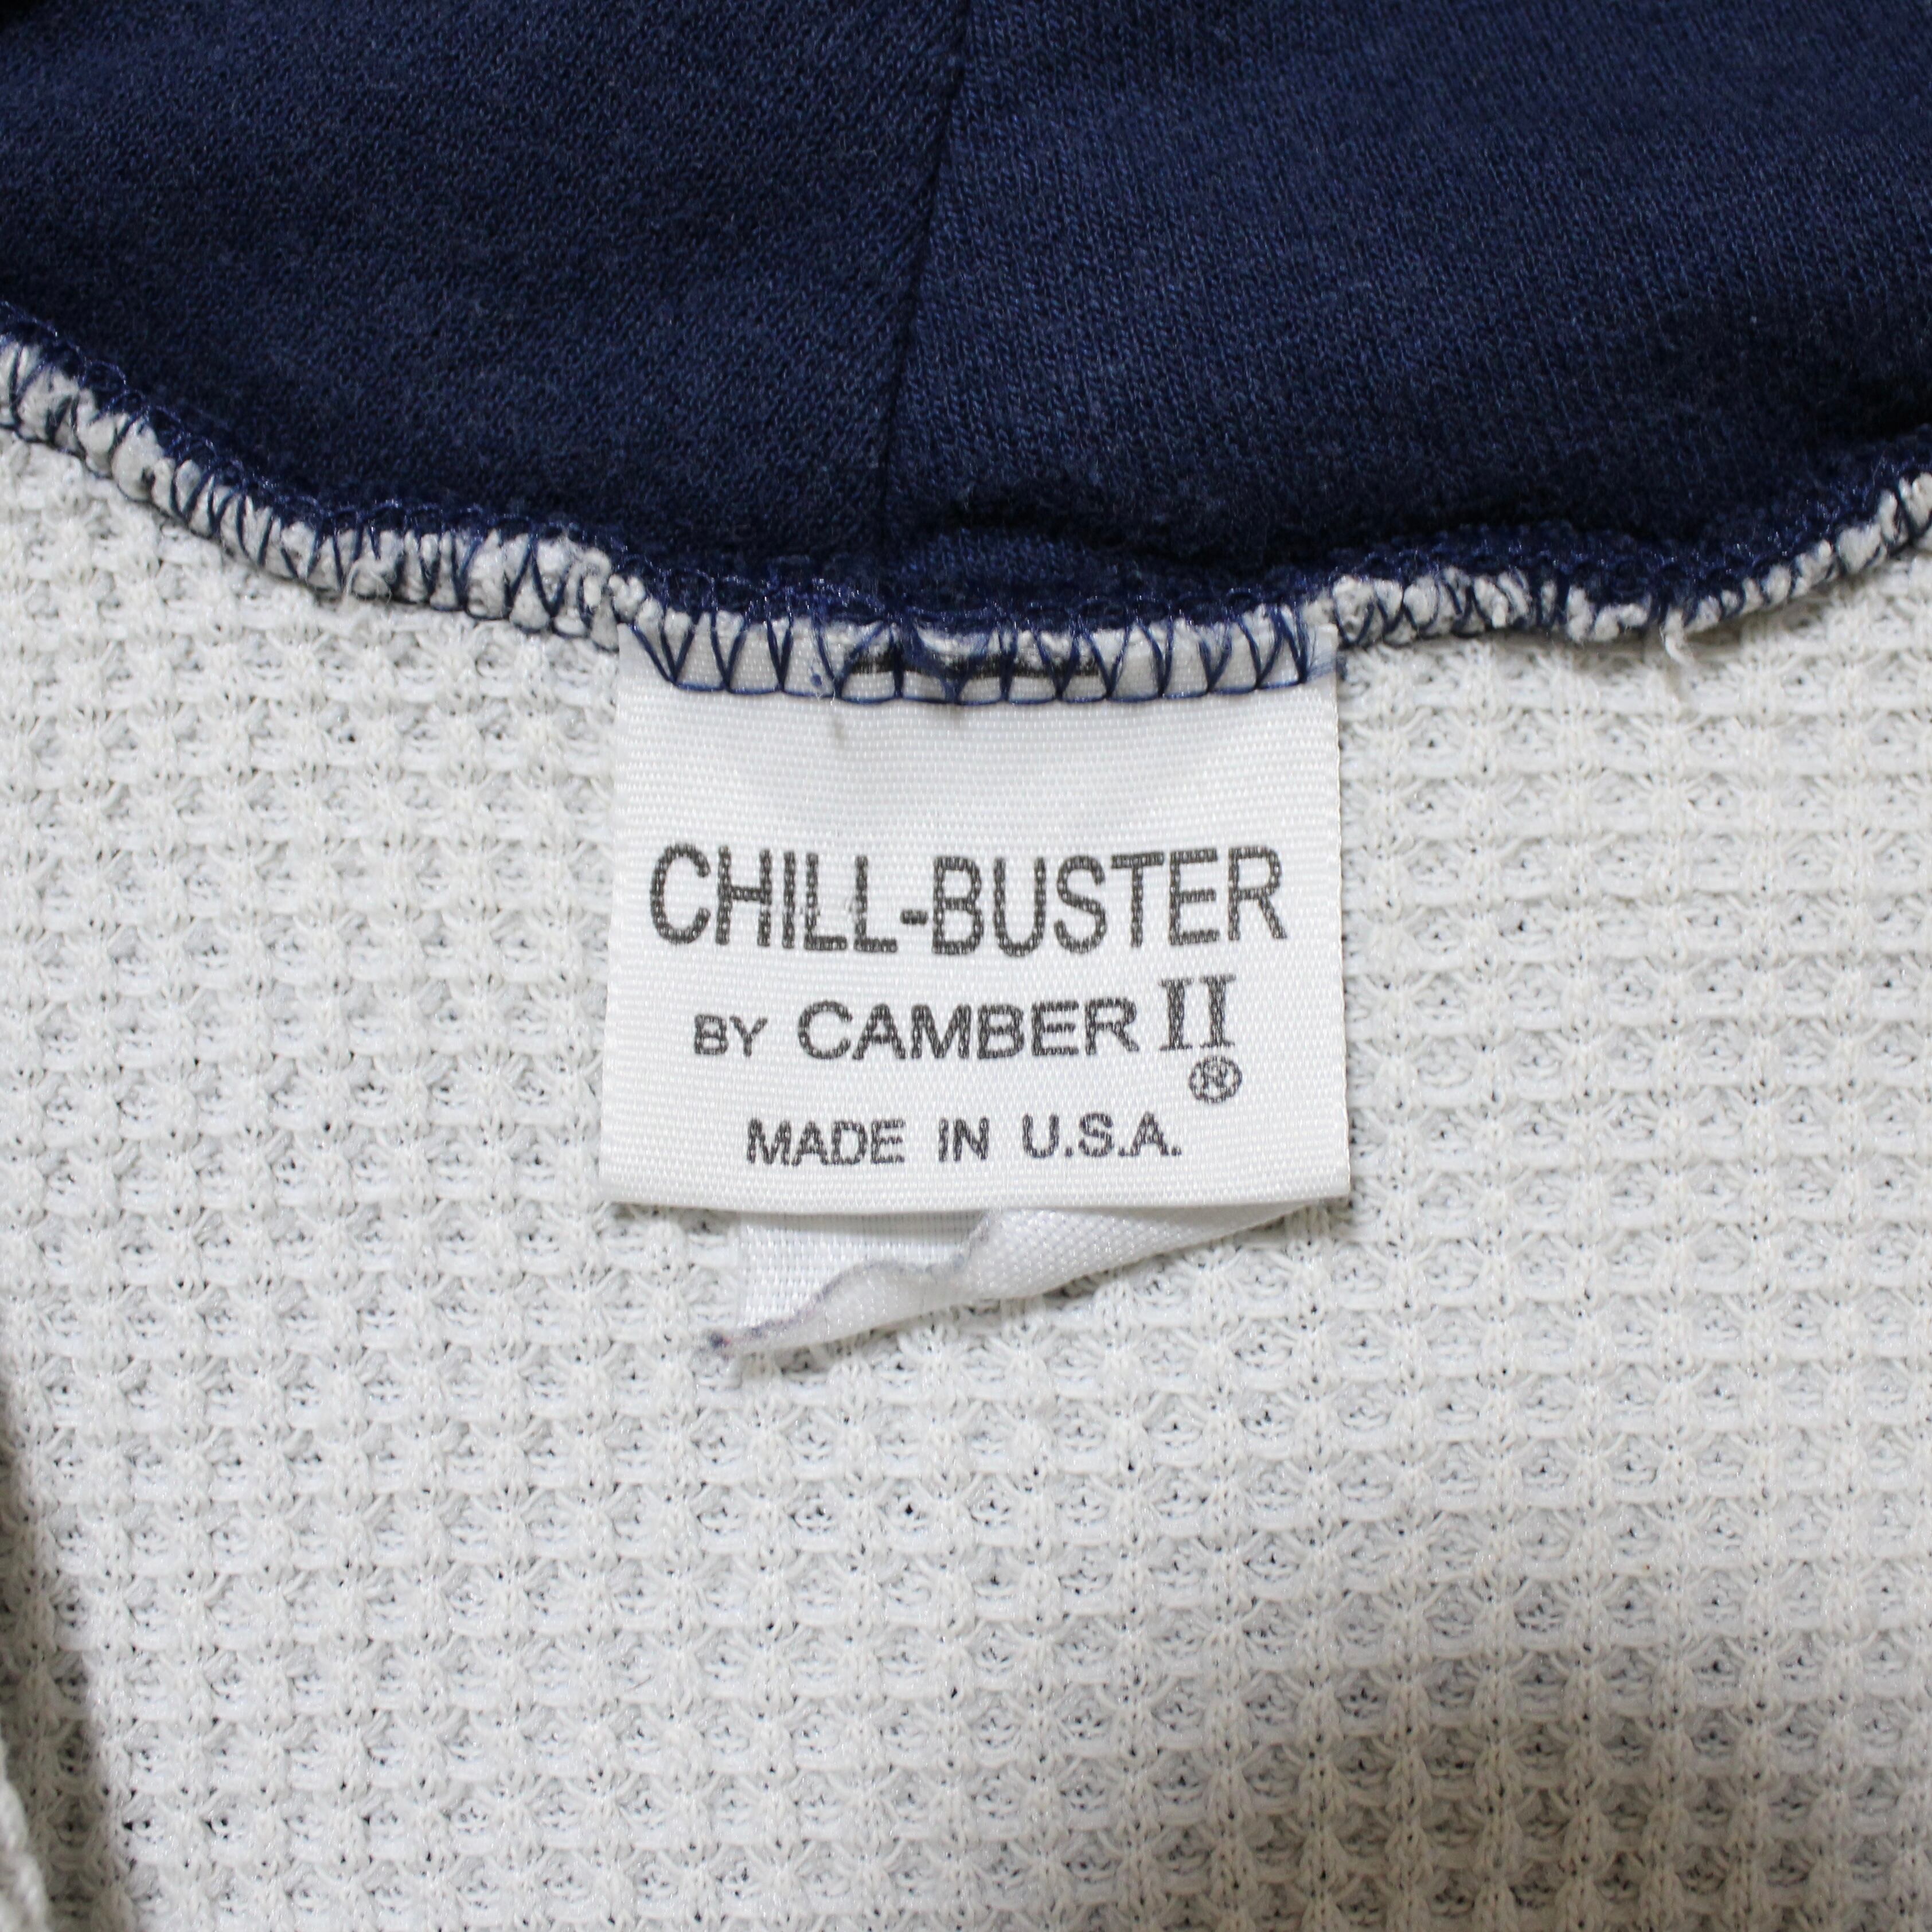 CHILL-BUSTER
BY CAMBER II
®
MADE IN U.S.A.